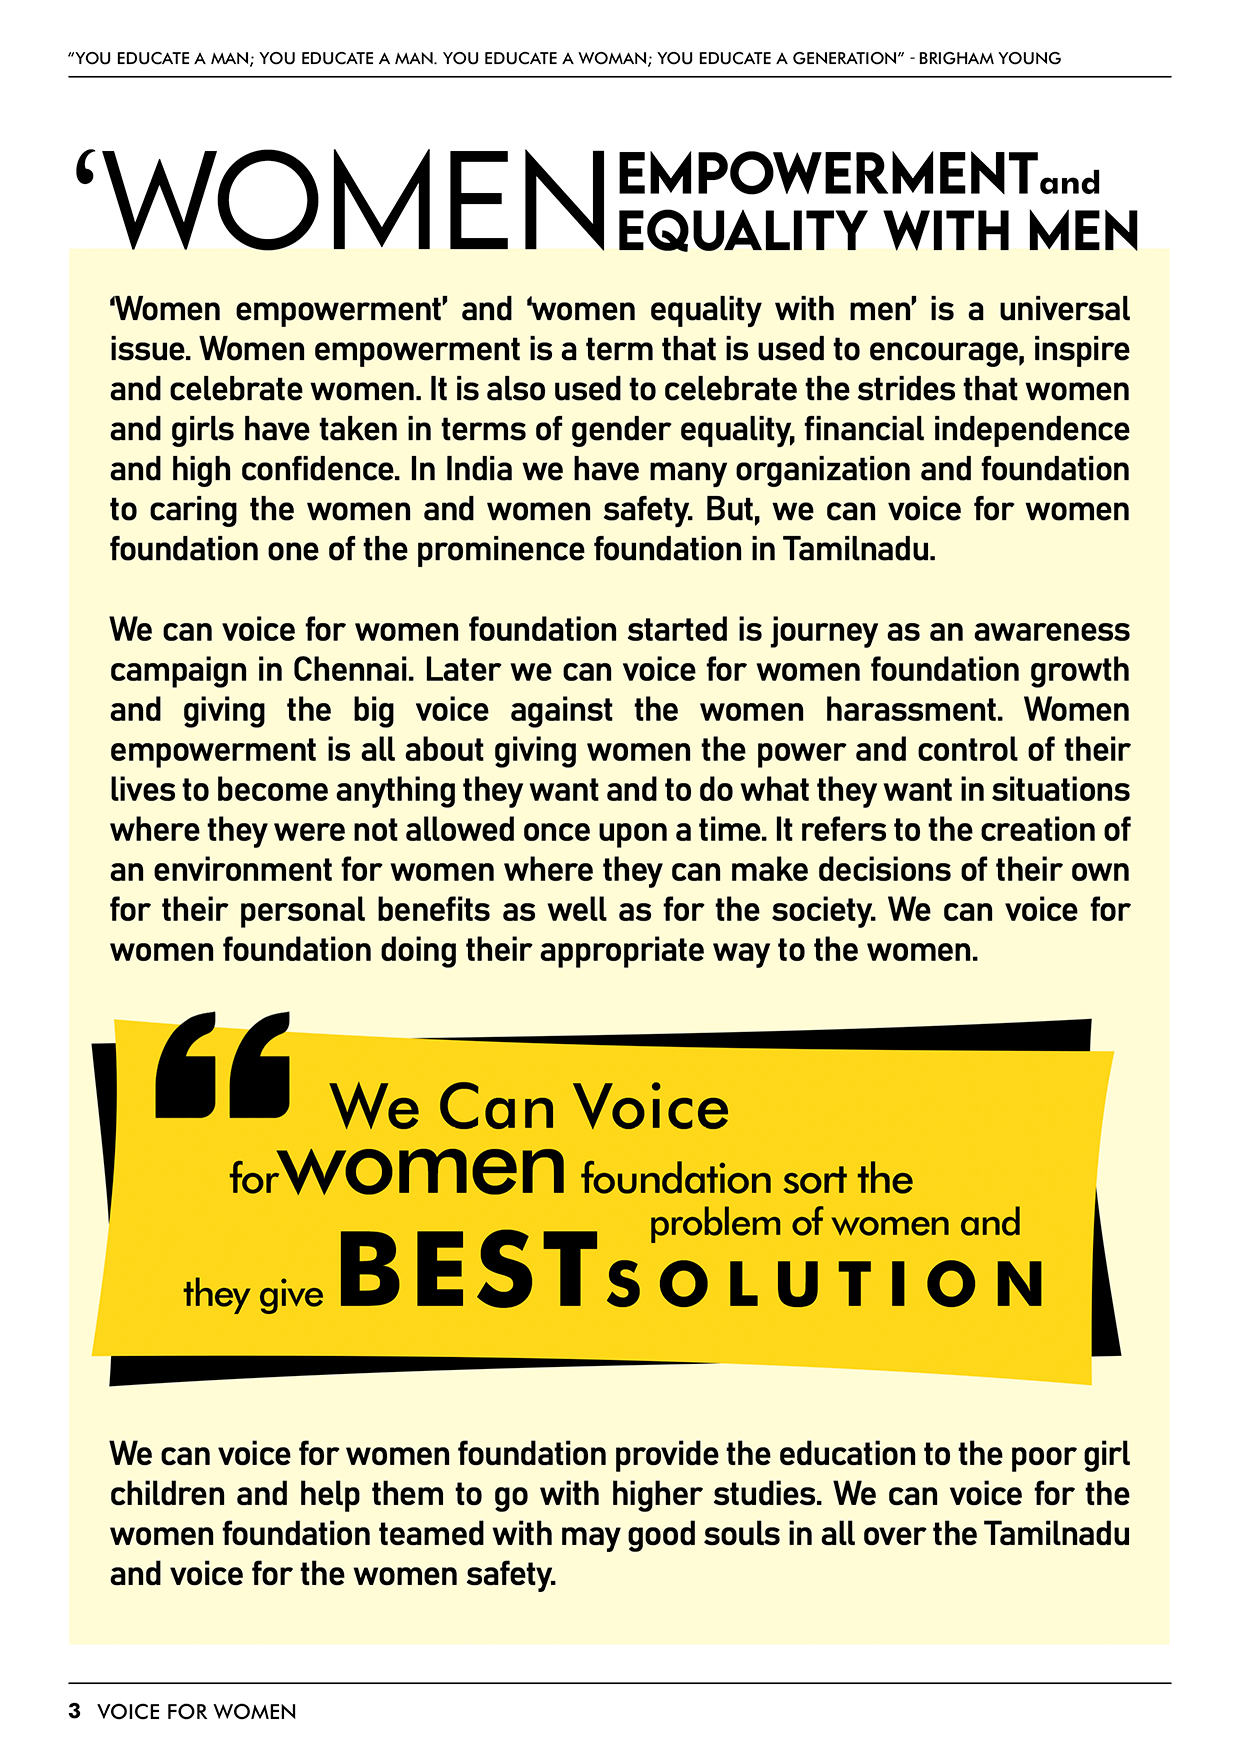 “YOU EDUCATE A MAN; YOU EDUCATE A MAN. YOU EDUCATE A WOMAN; YOU EDUCATE A GENERATION” - BRIGHAM YOUNG
‘WOMEN EMPOWERMENT and
EQUALITY WITH MEN
‘Women empowerment’ and ‘women equality with men’ is a universal
issue. Women empowerment is a term that is used to encourage, inspire
and celebrate women. It is also used to celebrate the strides that women
and girls have taken in terms of gender equality, financial independence
and high confidence. In India we have many organization and foundation
to caring the women and women safety. But, we can voice for women
foundation one of the prominence foundation in Tamilnadu.
We can voice for women foundation started is journey as an awareness
campaign in Chennai. Later we can voice for women foundation growth
and giving the big voice against the women harassment. Women
empowerment is all about giving women the power and control of their
lives to become anything they want and to do what they want in situations
where they were not allowed once upon a time. It refers to the creation of
an environment for women where they can make decisions of their own
for their personal benefits as well as for the society. We can voice for
women foundation doing their appropriate way to the women.
“ We Can Voice
for women foundation sort the
problem of women and
they give BEST SOLUTION
We can voice for women foundation provide the education to the poor girl
children and help them to go with higher studies. We can voice for the
women foundation teamed with may good souls in all over the Tamilnadu
and voice for the women safety.
3 VOICE FOR WOMEN